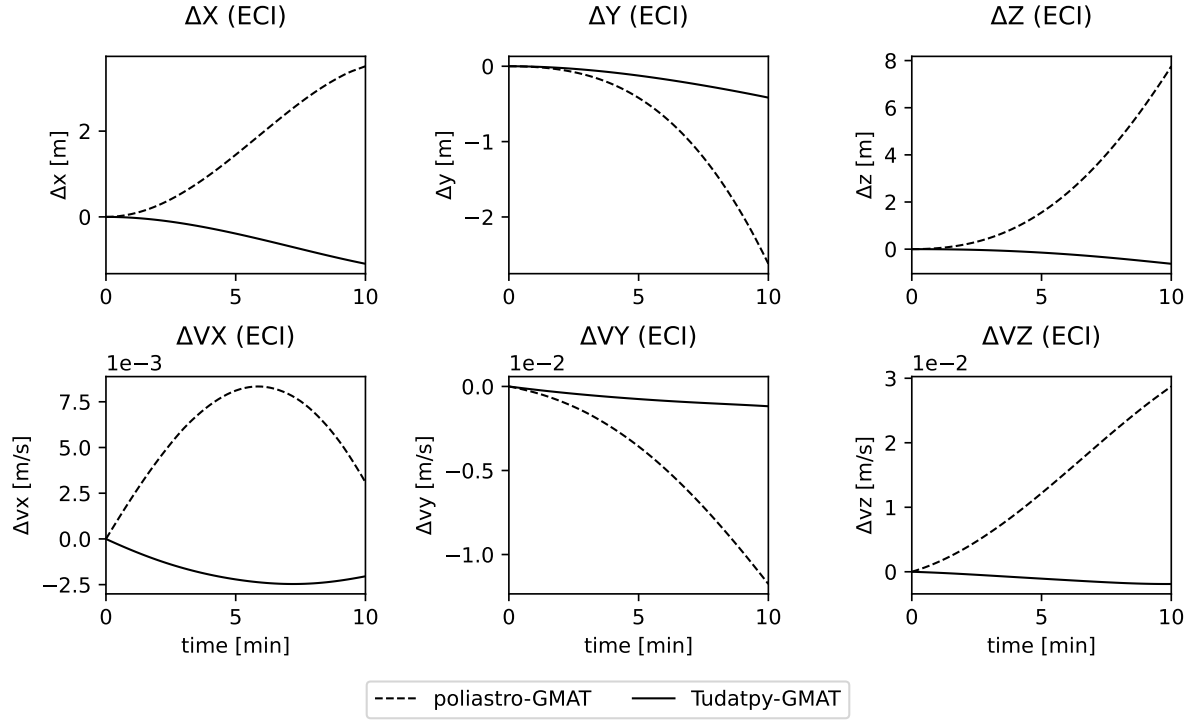 ΔX (ECI)
ΔY (ECI)
ΔZ (ECI)
Δx [m]
2
0
0
5
10
Δy [m]
0
−1
−2
0
5
10
Δz [m]
8
6
4
2
0
0
5
10
ΔVX (ECI)
ΔVY (ECI)
ΔVZ (ECI)
1e−3
Δvx [m/s]
7.5
5.0
2.5
0.0
−2.5
0
5
10
time [min]
1e−2
Δvy [m/s]
0.0
−0.5
−1.0
0
5
10
time [min]
1e−2
Δvz [m/s]
3
2
1
0
0
5
10
time [min]
poliastro-GMAT
Tudatpy-GMAT